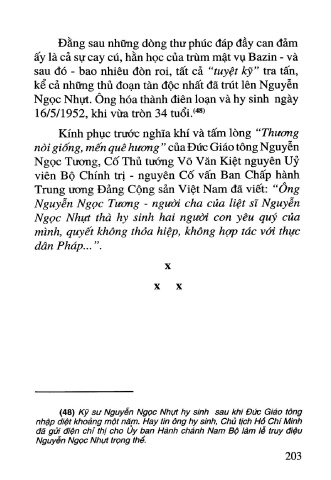 Đằng sau những dòng thư phúc đáp đầy can đảm
ấy là cả sự cay cú, hằn học của trùm mật vụ Bazin - và
sau đó - bao nhiêu đòn roi, tất cả “tuyệt kỹ” tra tấn,
kể cả những thủ đoạn tàn độc nhất đã trút lên Nguyễn
Ngọc Nhựt. Ông hóa thành điên loạn và hy sinh ngày
16/5/1952, khi vừa tròn 34 tuổi.(48)
Kính phục trước nghĩa khí và tấm lòng “Thương
nòi giống, mến quê hương” của Đức Giáo tông Nguyễn
Ngọc Tương, Cố Thủ tướng Võ Văn Kiệt nguyên Uỷ
viên Bộ Chính trị - nguyên Cố vấn Ban Chấp hành
Trung ương Đảng Cộng sản Việt Nam đã viết: “Ông
Nguyễn Ngọc Tương - người cha của liệt sĩ Nguyễn
Ngọc Nhựt thà hy sinh hai người con yêu quý của
mình, quyết không thỏa hiệp, không hợp tác với thực
dân Pháp...”.
x
x x
(48) Kỹ sư Nguyễn Ngọc Nhựt hy sinh sau khi Đức Giáo tông
nhập diệt khoảng một năm. Hay tin ông hy sinh, Chủ tịch Hồ Chí Minh
đã gửi điện chỉ thị cho Ủy ban Hành chánh Nam Bộ làm lễ truy điệu
Nguyễn Ngọc Nhựt trọng thể.
203